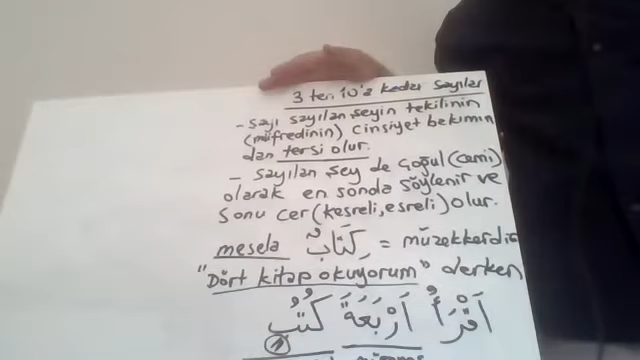 3 ten 10'a kadar sayılar
- sayı sayılan şeyin tekilinin
(müfredinin) cinsiyet bakımın
dan tersi olur.
- sayılan şey de çoğul (cemi)
olarak en sonda söylenir ve
sonu cer (kesreli, esreli) olur.
mesela كِتَابٌ = müzekkerdir
"Dört kitap okuyorum" derken
اَقْرَأُ اَرْبَعَةَ كُتُبٍ